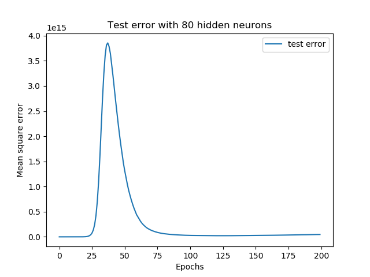 Test error with 80 hidden neurons
1e15
test error
4.0
3.5
3.0
2.5
2.0
1.5
1.0
0.5
0.0
Mean square error
0 25 50 75 100 125 150 175 200
Epochs